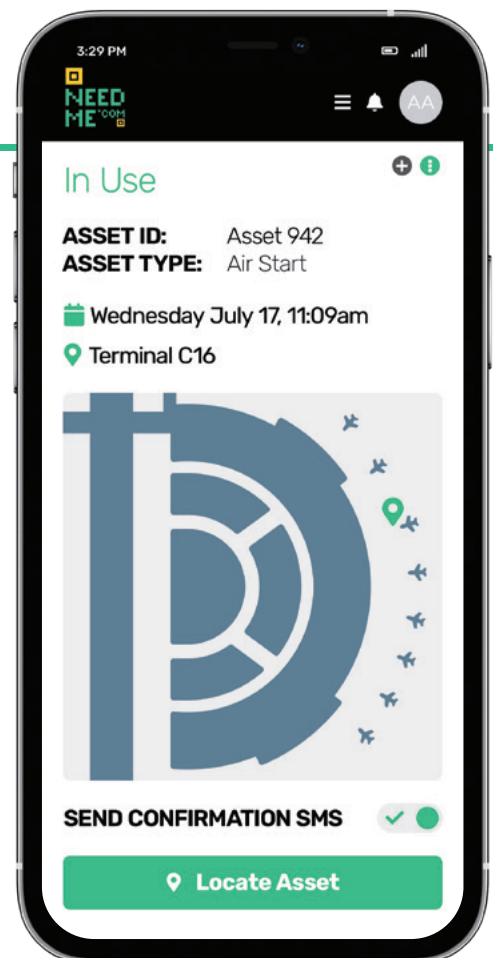 3:29 PM
NEED
ME.COM
AA
In Use
ASSET ID: Asset 942
ASSET TYPE: Air Start
Wednesday July 17, 11:09am
Terminal C16
SEND CONFIRMATION SMS
Locate Asset